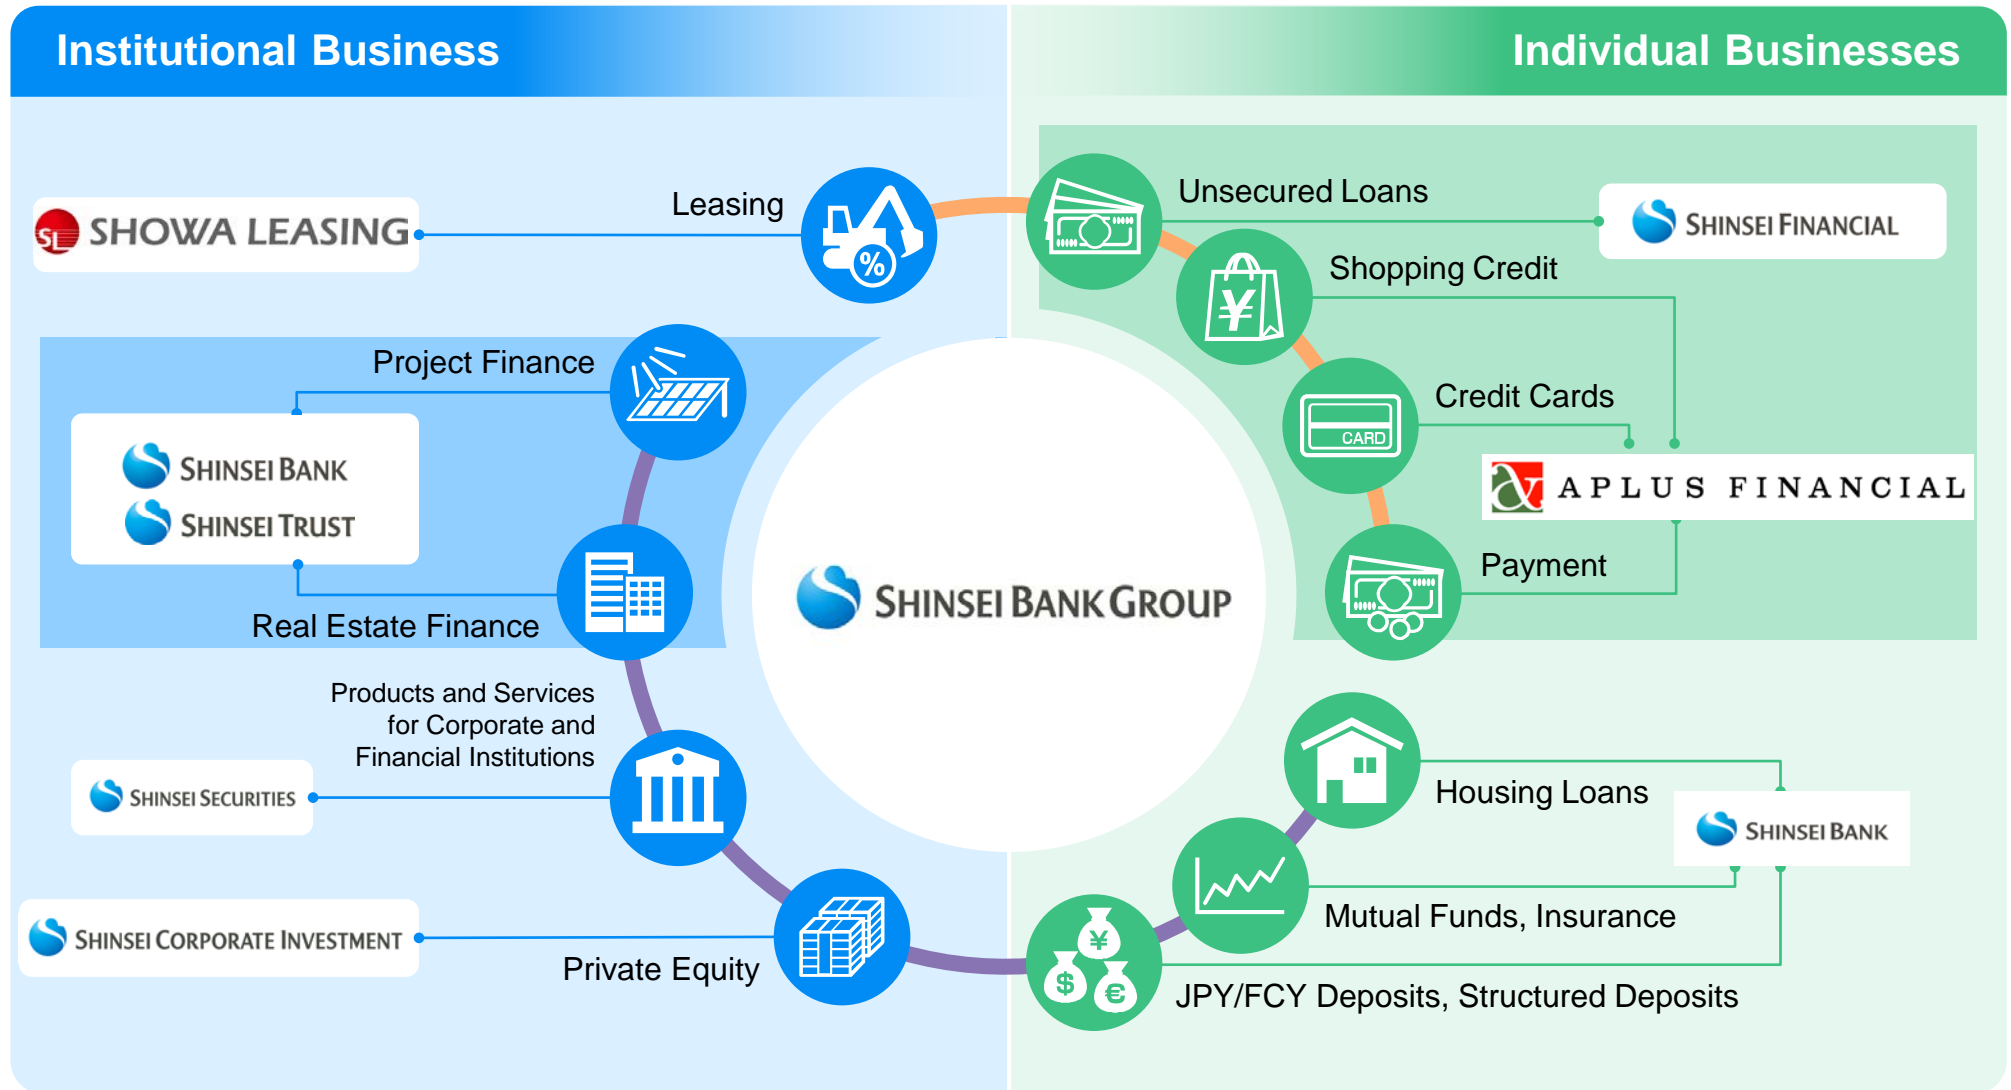 Institutional Business
Individual Businesses
SL SHOWA LEASING
Leasing
%
Unsecured Loans
SHINSEI FINANCIAL
¥
Shopping Credit
Project Finance
SHINSEI BANK
SHINSEI TRUST
CARD
Credit Cards
APLUS FINANCIAL
Real Estate Finance
SHINSEI BANK GROUP
Payment
Products and Services
for Corporate and
Financial Institutions
SHINSEI SECURITIES
Housing Loans
SHINSEI BANK
SHINSEI CORPORATE INVESTMENT
Private Equity
Mutual Funds, Insurance
¥
$
€
JPY/FCY Deposits, Structured Deposits